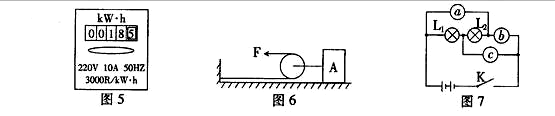 kW·h
00185
220V 10A 50HZ
3000R/kW·h
图5
F
A
图6
a
L₁
L₂
b
c
K
图7